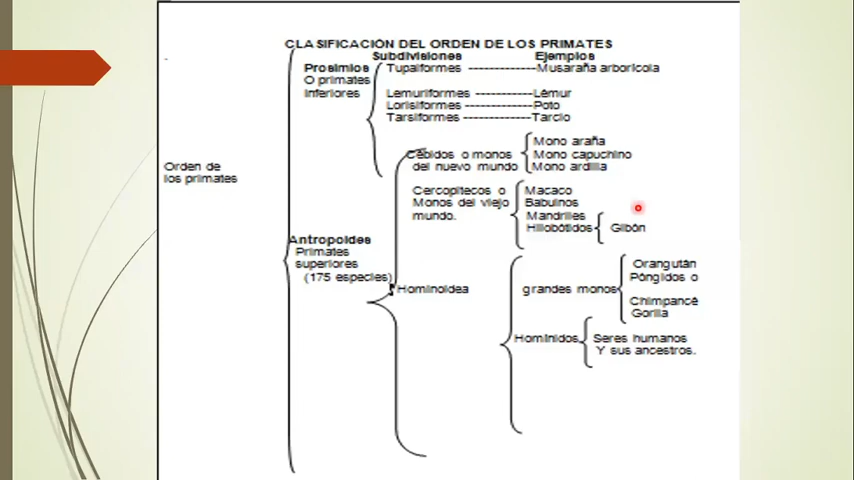 CLASIFICACIÓN DEL ORDEN DE LOS PRIMATES
Subdivisiones Ejemplos
Prosimios Tupaiformes -------------Musaraña arborícola
O primates
inferiores Lemuriformes -----------Lémur
Lorisiformes -------------Poto
Tarsiformes -------------Tarcio
Mono araña
Cébidos o monos Mono capuchino
del nuevo mundo Mono ardilla
Orden de
los primates
Cercopitecos o Macaco
Monos del viejo Babuinos
mundo. Mandriles
Hilobótidos Gibón
Antropoides
Primates
superiores Orangután
(175 especies) Póngidos o
Hominoidea grandes monos
Chimpancé
Gorila
Homínidos Seres humanos
Y sus ancestros.